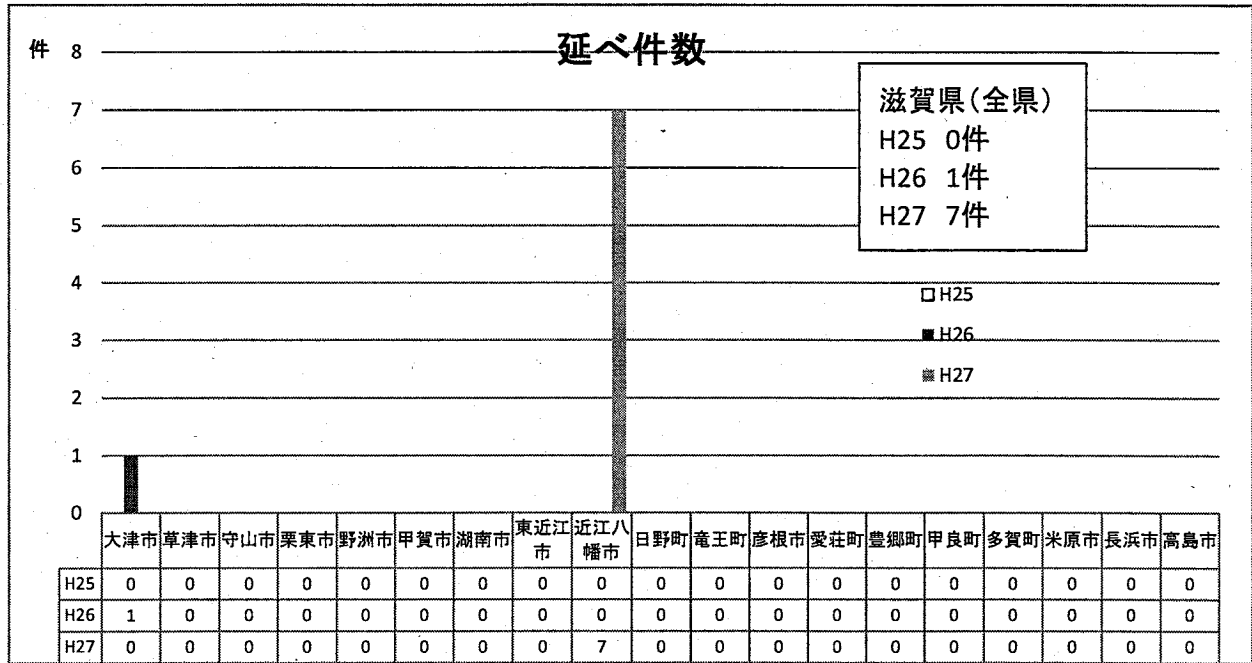 延べ件数
件
8
7
6
5
4
3
2
1
0
滋賀県(全県)
H25 0件
H26 1件
H27 7件
H25
H26
H27
大津市 草津市 守山市 栗東市 野洲市 甲賀市 湖南市 東近江市 近江八幡市 日野町 竜王町 彦根市 愛荘町 豊郷町 甲良町 多賀町 米原市 長浜市 高島市
H25 0 0 0 0 0 0 0 0 0 0 0 0 0 0 0 0 0 0 0
H26 1 0 0 0 0 0 0 0 0 0 0 0 0 0 0 0 0 0 0
H27 0 0 0 0 0 0 0 0 7 0 0 0 0 0 0 0 0 0 0